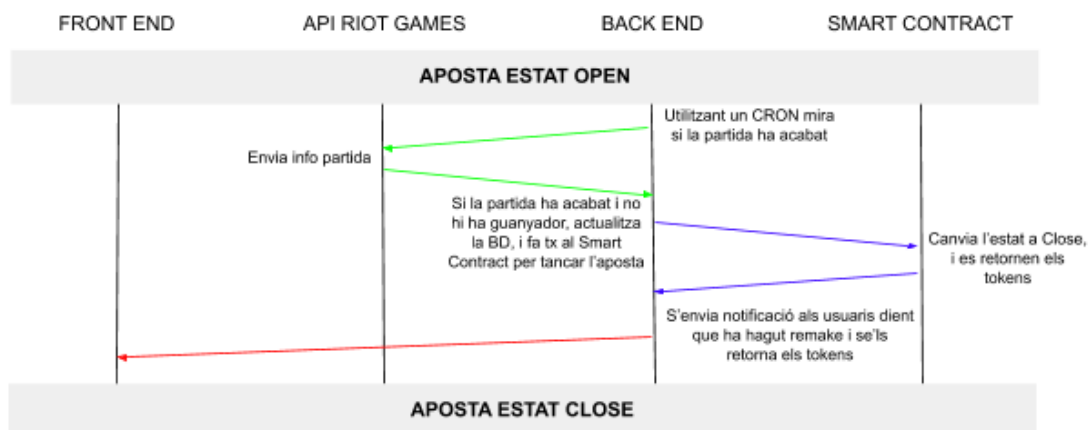 FRONT END
API RIOT GAMES
BACK END
SMART CONTRACT
APOSTA ESTAT OPEN
Utilitzant un CRON mira
si la partida ha acabat
Envia info partida
Si la partida ha acabat i no
hi ha guanyador, actualitza
la BD, i fa tx al Smart
Contract per tancar l'aposta
Canvia l'estat a Close,
i es retornen els
tokens
S'envia notificació als usuaris dient
que ha hagut remake i se'ls
retorna els tokens
APOSTA ESTAT CLOSE